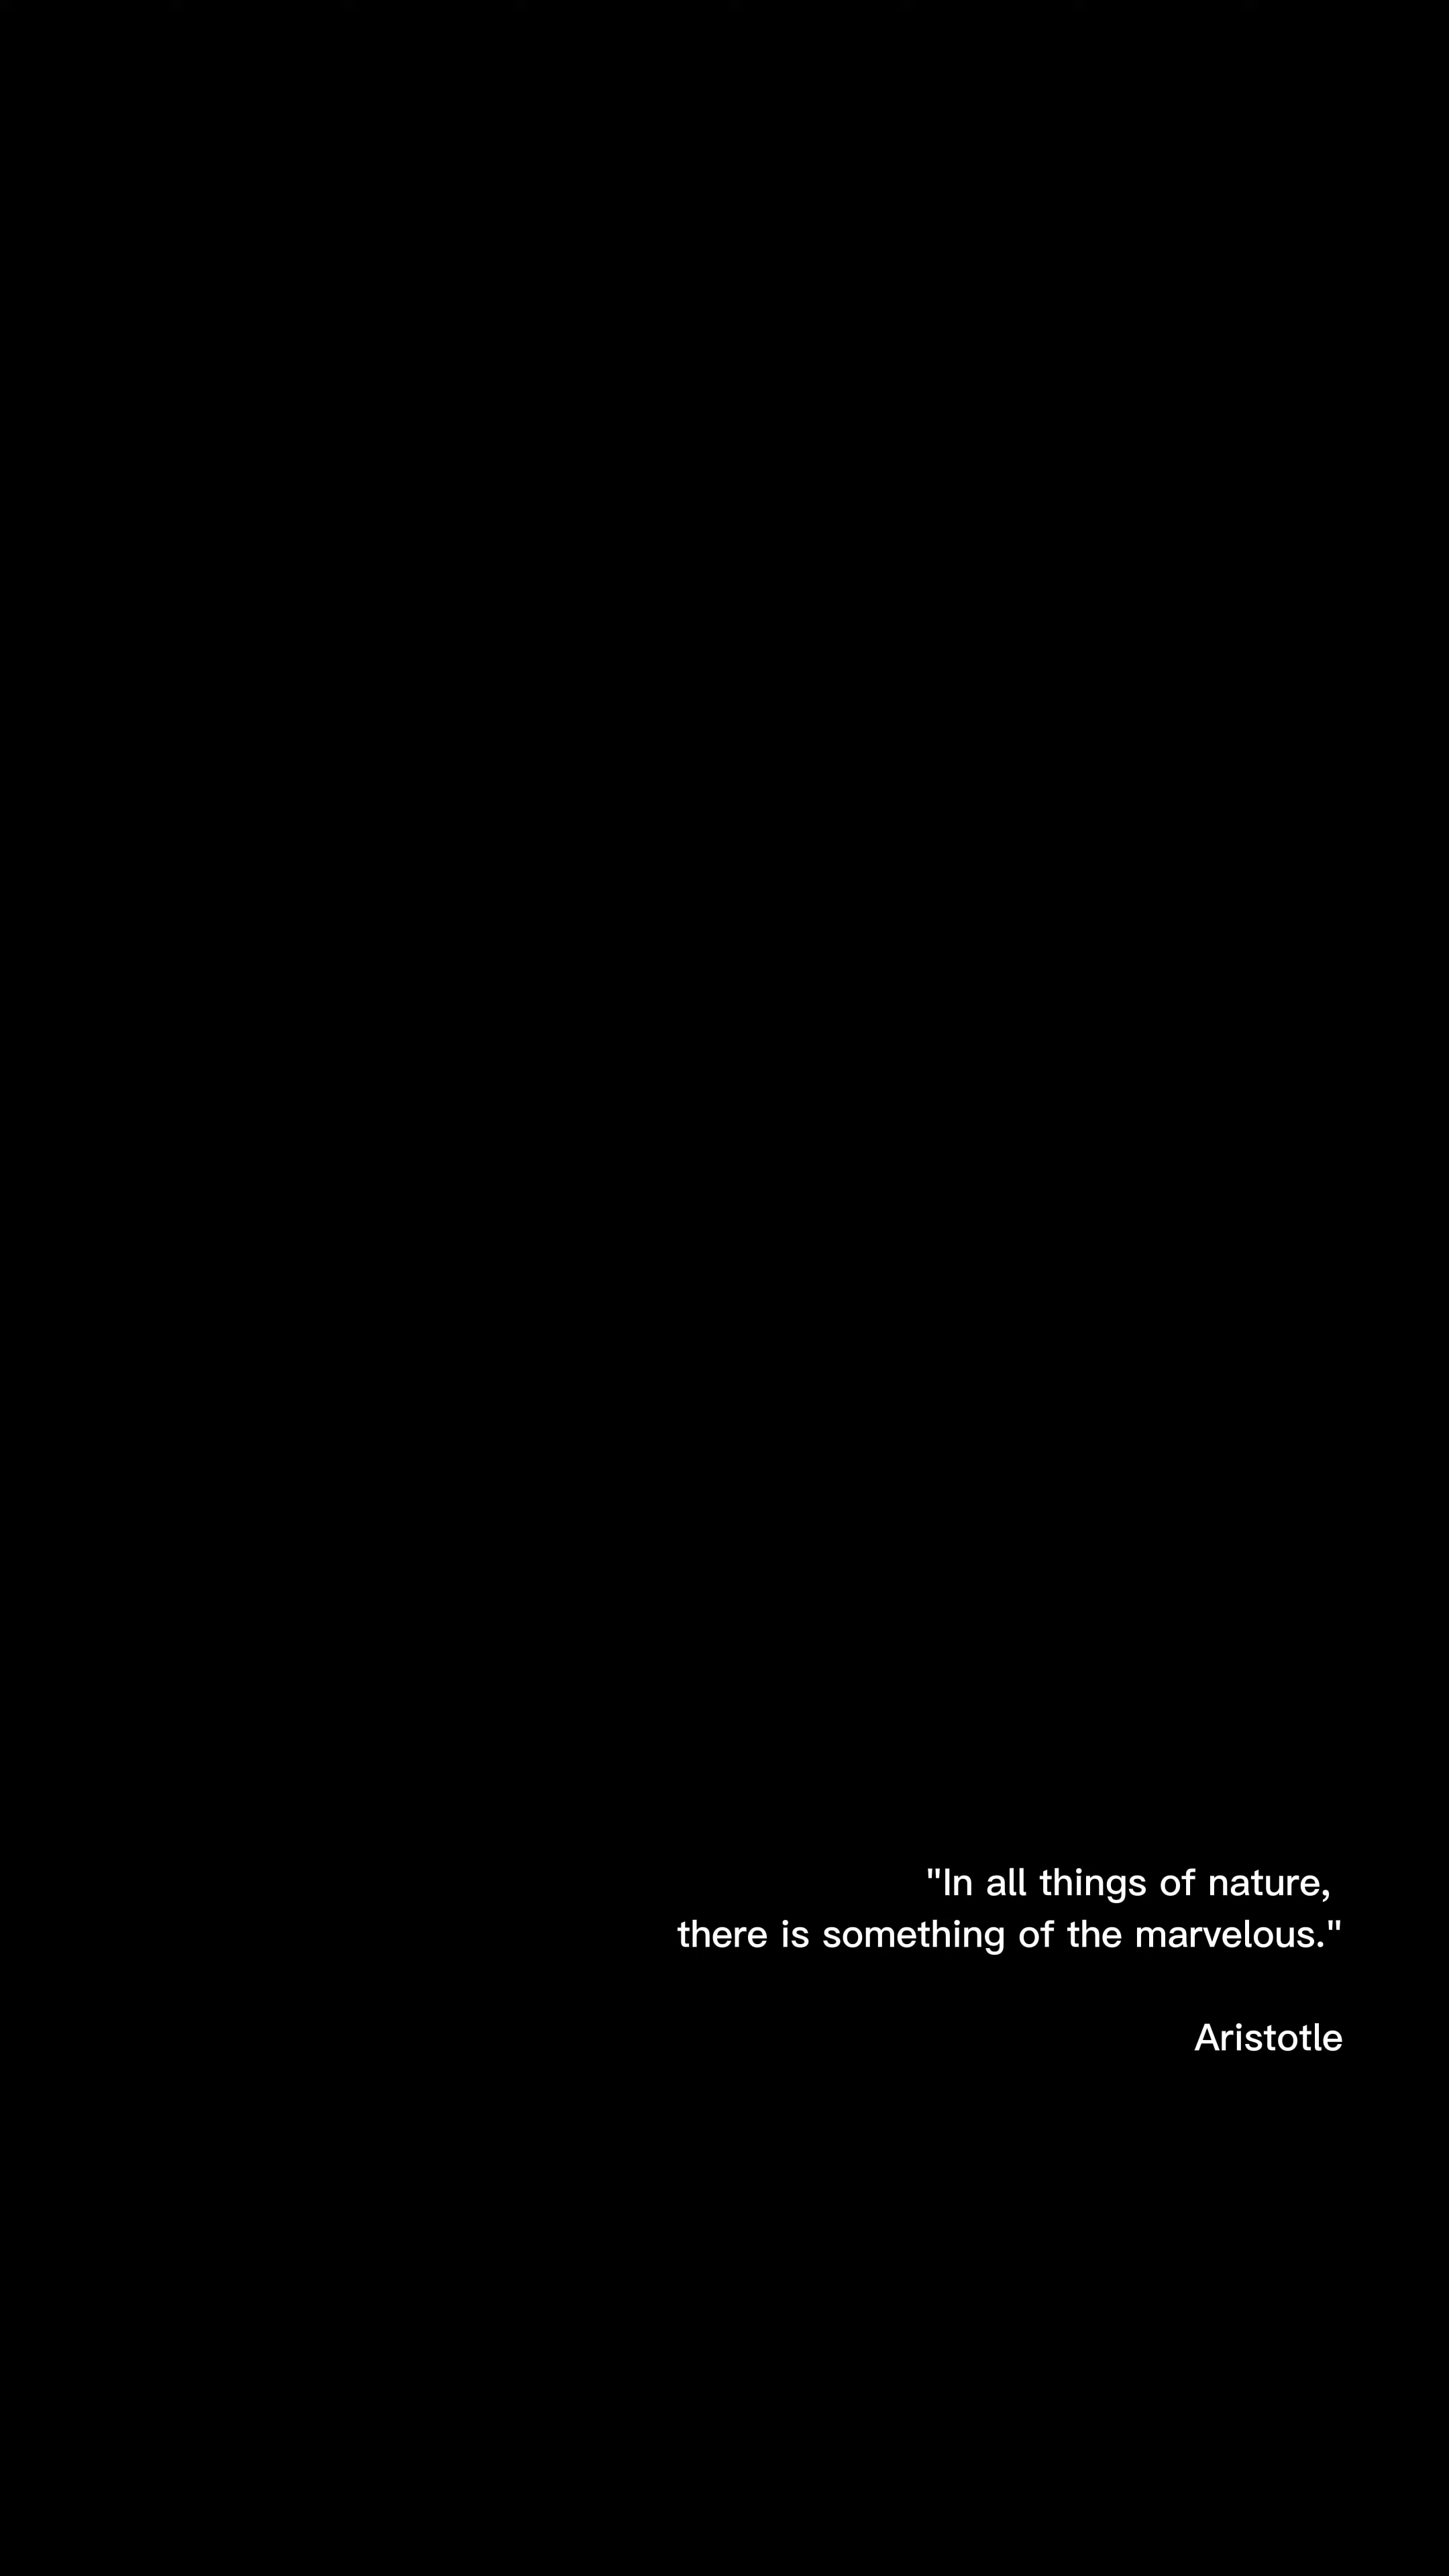 "In all things of nature,
there is something of the marvelous."
Aristotle